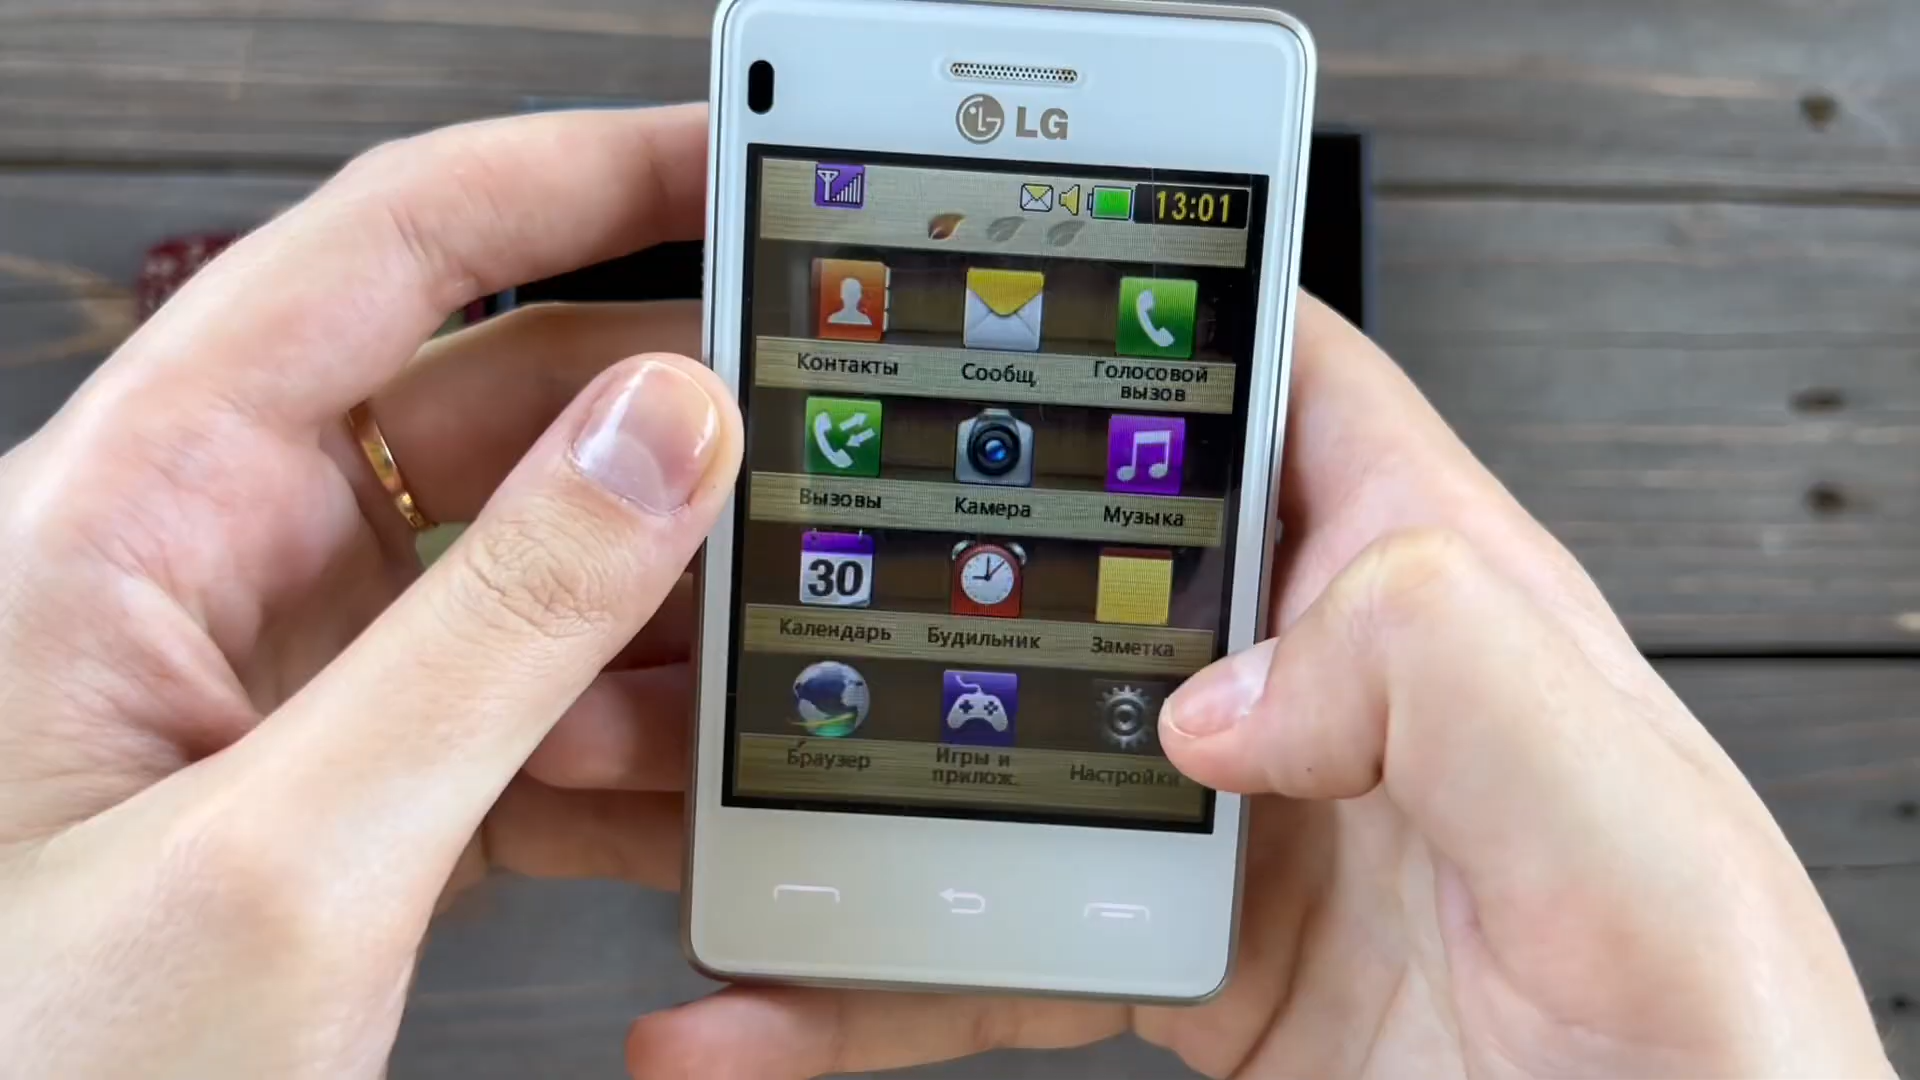 LG
13:01
Контакты
Сообщ.
Голосовой
вызов
Вызовы
Камера
Музыка
30
Календарь
Будильник
Заметка
Браузер
Игры и
прилож.
Настройки